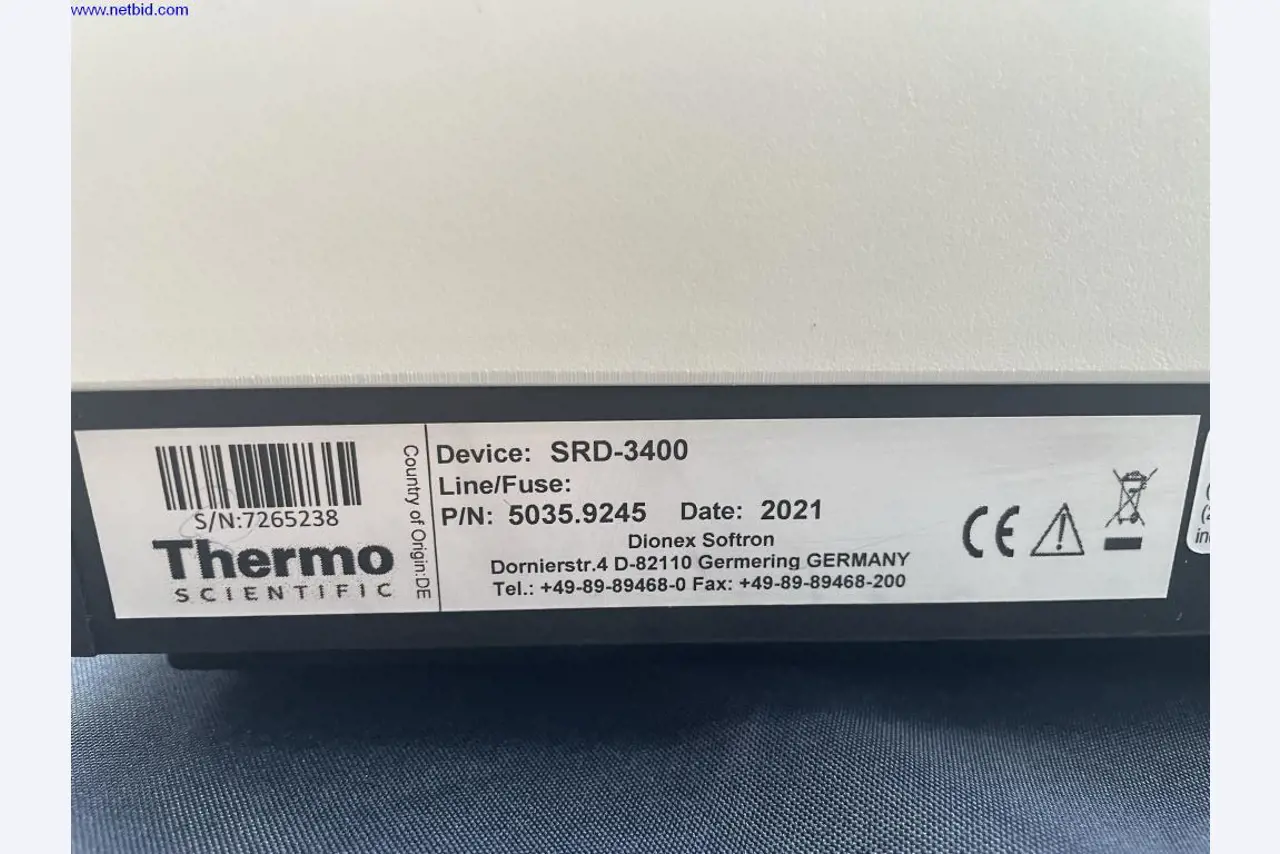 www.netbid.com
S/N:7265238
Thermo
SCIENTIFIC
Country of Origin:DE
Device: SRD-3400
Line/Fuse:
P/N: 5035.9245 Date: 2021
Dionex Softron
Dornierstr.4 D-82110 Germering GERMANY
Tel.: +49-89-89468-0 Fax: +49-89-89468-200
CE